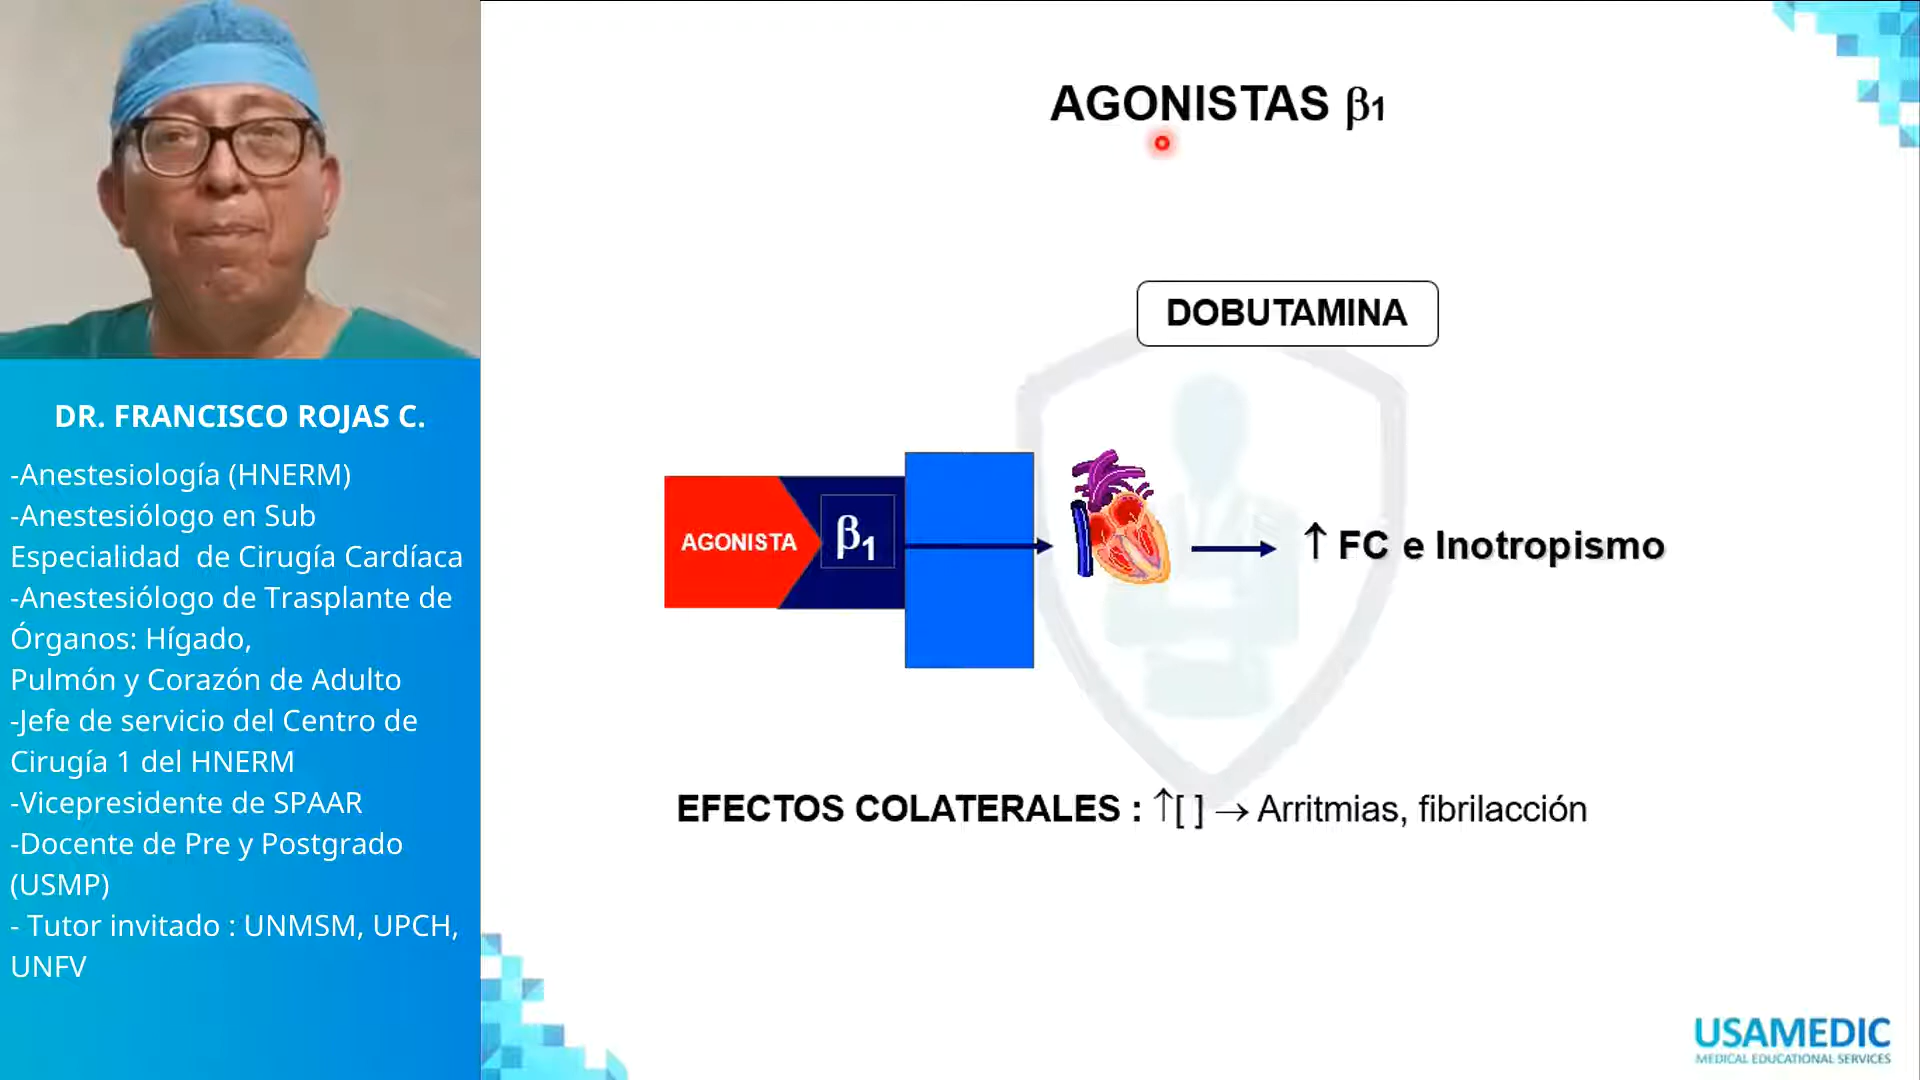 AGONISTAS β1
DOBUTAMINA
AGONISTA
β1
↑ FC e Inotropismo
EFECTOS COLATERALES : ↑[ ] → Arritmias, fibrilacción
DR. FRANCISCO ROJAS C.
-Anestesiología (HNERM)
-Anestesiólogo en Sub
Especialidad de Cirugía Cardíaca
-Anestesiólogo de Trasplante de
Órganos: Hígado,
Pulmón y Corazón de Adulto
-Jefe de servicio del Centro de
Cirugía 1 del HNERM
-Vicepresidente de SPAAR
-Docente de Pre y Postgrado
(USMP)
- Tutor invitado : UNMSM, UPCH,
UNFV
USAMEDIC
MEDICAL EDUCATIONAL SERVICES